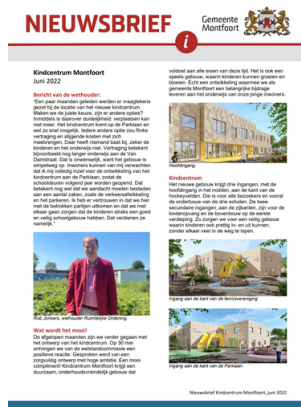 NIEUWSBRIEF
Gemeente
Montfoort
i
Kindcentrum Montfoort
Juni 2022
Bericht van de wethouder:
"Een paar maanden geleden werden er vraagtekens
gezet bij de locatie van het nieuwe kindcentrum.
Maken we de juiste keuze, zijn er andere opties?
Inmiddels is daarover duidelijkheid: verplaatsen kan
niet meer. Het kindcentrum komt op de Parklaan en
wel zo snel mogelijk. Iedere andere optie zou flinke
vertraging en stijgende kosten met zich
meebrengen. Daar heeft niemand baat bij, zeker de
kinderen en het onderwijs niet. Vertraging betekent
bijvoorbeeld nog langer onderwijs aan de Van
Damstraat. Dat is onwenselijk, want het gebouw is
simpelweg op. Inwoners kunnen van mij verwachten
dat ik mij volledig inzet voor de ontwikkeling van het
kindcentrum aan de Parklaan, zodat de
schooldeuren volgend jaar worden geopend. Dat
betekent nog wel dat we aandacht moeten besteden
aan een aantal zaken, zoals de verkeersafwikkeling
en het parkeren. Ik heb er vertrouwen in dat we hier
met de betrokken partijen uitkomen en dat we met
elkaar gaan zorgen dat de kinderen straks een goed
en veilig schoolgebouw hebben. Dat verdienen ze
namelijk."
Rob Jonkers, wethouder Ruimtelijke Ordening
Wat wordt het mooi!
De afgelopen maanden zijn we verder gegaan met
het ontwerp van het kindcentrum. Op 30 mei
ontvingen we van de welstandscommissie een
positieve reactie. Gesproken werd van een
zorgvuldig ontwerp met hoge ambitie. Een mooi
compliment! Kindcentrum Montfoort krijgt een
duurzaam, onderhoudsvriendelijk gebouw dat
voldoet aan alle eisen van deze tijd. Het is ook een
speels gebouw, waarin kinderen kunnen groeien en
bloeien. Echt een ontwikkeling waarmee we als
gemeente Montfoort een belangrijke bijdrage
leveren aan het onderwijs van onze jonge inwoners.
Hoofdingang
Kindcentrum
Het nieuwe gebouw krijgt drie ingangen, met de
hoofdingang in het midden, aan de kant van de
hockeyvelden. Die is voor alle bezoekers en vooral
de onderbouw van de drie scholen. De twee
secundaire ingangen, aan de zijkanten, zijn voor de
kinderopvang en de bovenbouw op de eerste
verdieping. Zo zorgen we voor een veilig gebouw
waarin kinderen ook prettig in- en uit kunnen,
zonder elkaar veel in de weg te lopen.
Ingang aan de kant van de tennisvereniging
Ingang aan de kant van de Parklaan
Nieuwsbrief Kindcentrum Montfoort, juni 2022